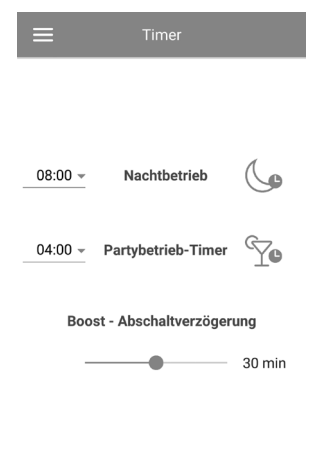 Timer
08:00 Nachtbetrieb
04:00 Partybetrieb-Timer
Boost - Abschaltverzögerung
30 min